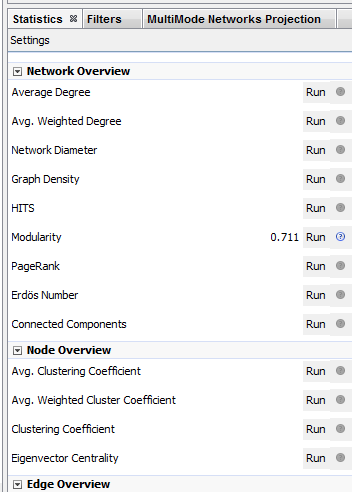 Statistics Filters MultiMode Networks Projection
Settings
Network Overview
Average Degree Run
Avg. Weighted Degree Run
Network Diameter Run
Graph Density Run
HITS Run
Modularity 0.711 Run ?
PageRank Run
Erdös Number Run
Connected Components Run
Node Overview
Avg. Clustering Coefficient Run
Avg. Weighted Cluster Coefficient Run
Clustering Coefficient Run
Eigenvector Centrality Run
Edge Overview